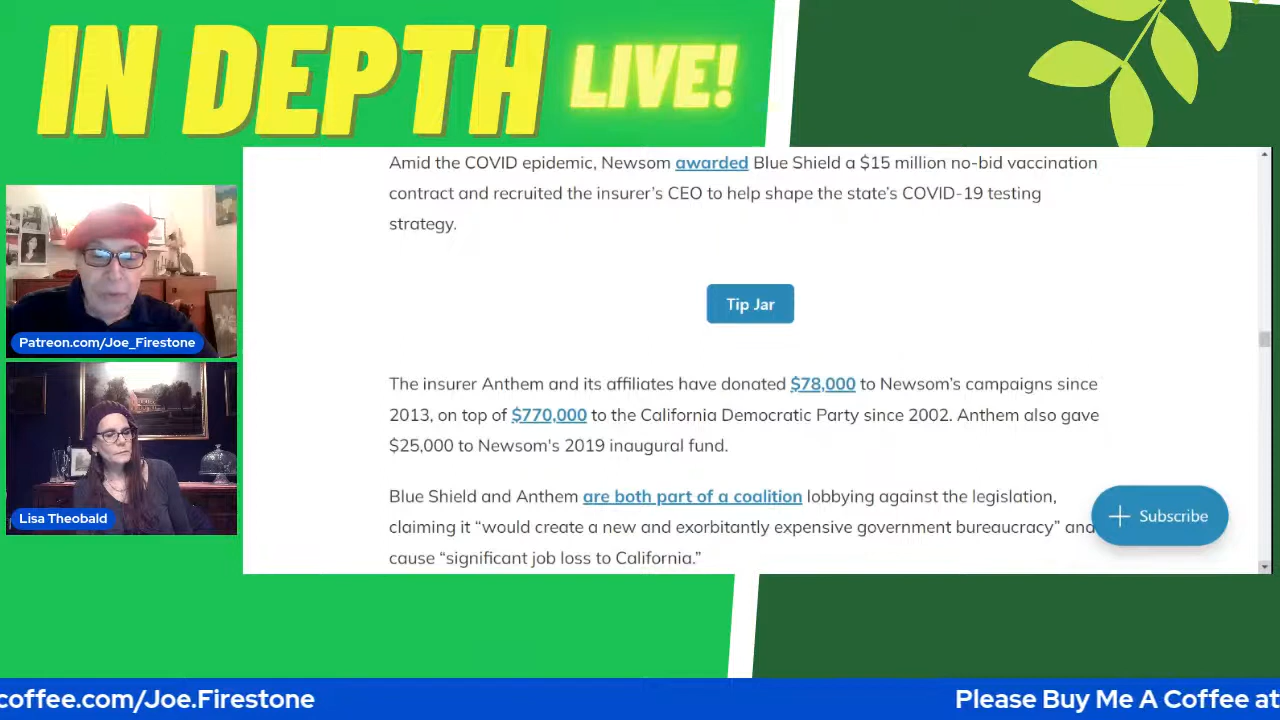 IN DEPTH LIVE!
Amid the COVID epidemic, Newsom awarded Blue Shield a $15 million no-bid vaccination
contract and recruited the insurer’s CEO to help shape the state’s COVID-19 testing
strategy.
Tip Jar
Patreon.com/Joe_Firestone
The insurer Anthem and its affiliates have donated $78,000 to Newsom’s campaigns since
2013, on top of $770,000 to the California Democratic Party since 2002. Anthem also gave
$25,000 to Newsom's 2019 inaugural fund.
Blue Shield and Anthem are both part of a coalition lobbying against the legislation,
claiming it “would create a new and exorbitantly expensive government bureaucracy” and
cause “significant job loss to California.”
Subscribe
Lisa Theobald
coffee.com/Joe.Firestone
Please Buy Me A Coffee at